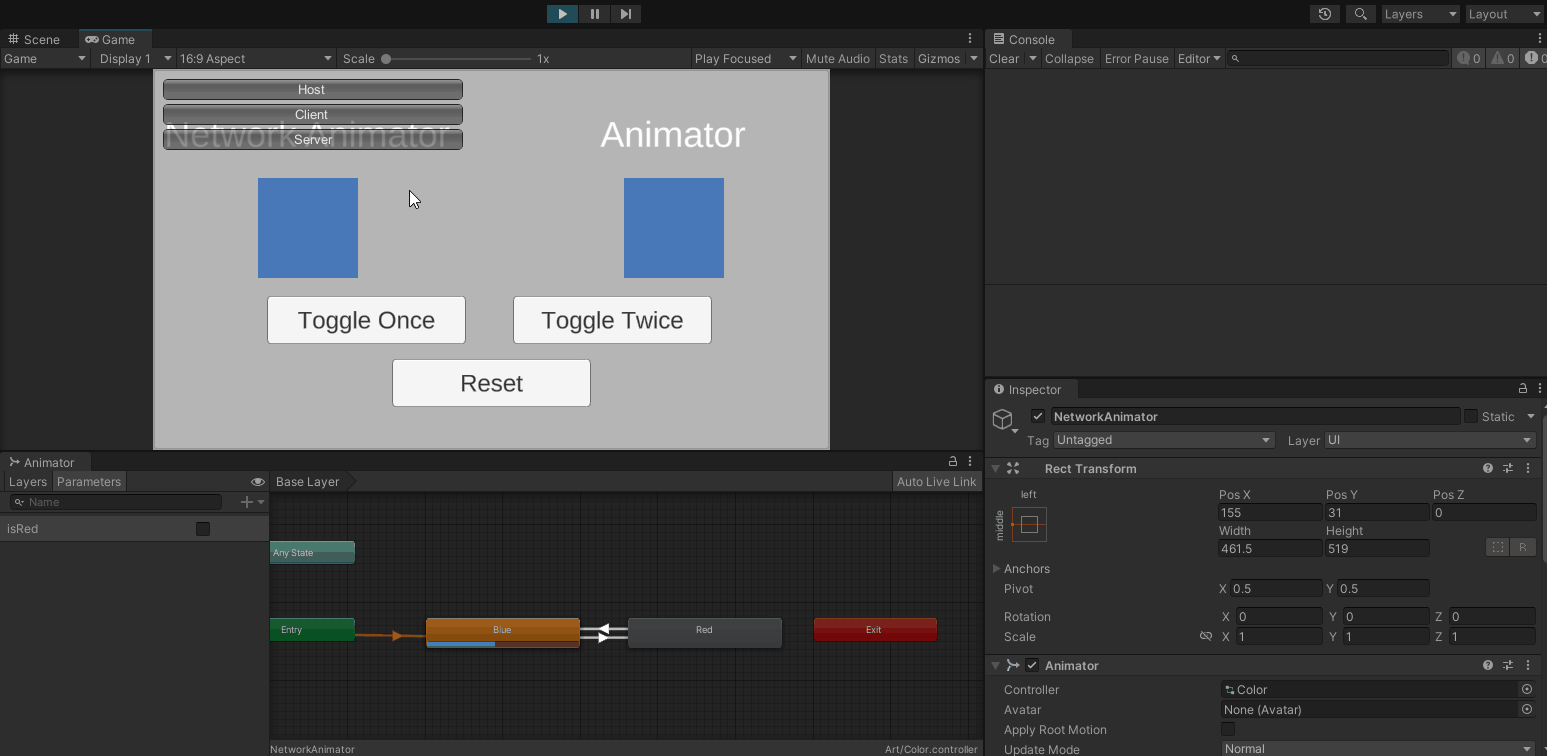 Layers
Layout
Scene
Game
Game
Display 1
16:9 Aspect
Scale
1x
Play Focused
Mute Audio
Stats
Gizmos
Host
Client
Network Animator
Server
Animator
Toggle Once
Toggle Twice
Reset
Console
Clear
Collapse
Error Pause
Editor
0
0
0
Animator
Layers
Parameters
Base Layer
Auto Live Link
Name
isRed
Any State
Entry
Blue
Red
Exit
NetworkAnimator
Art/Color.controller
Inspector
NetworkAnimator
Static
Tag Untagged
Layer UI
Rect Transform
left
middle
Pos X Pos Y Pos Z
155 31 0
Width Height
461.5 519
R
Anchors
Pivot X 0.5 Y 0.5
Rotation X 0 Y 0 Z 0
Scale X 1 Y 1 Z 1
Animator
Controller Color
Avatar None (Avatar)
Apply Root Motion
Update Mode Normal